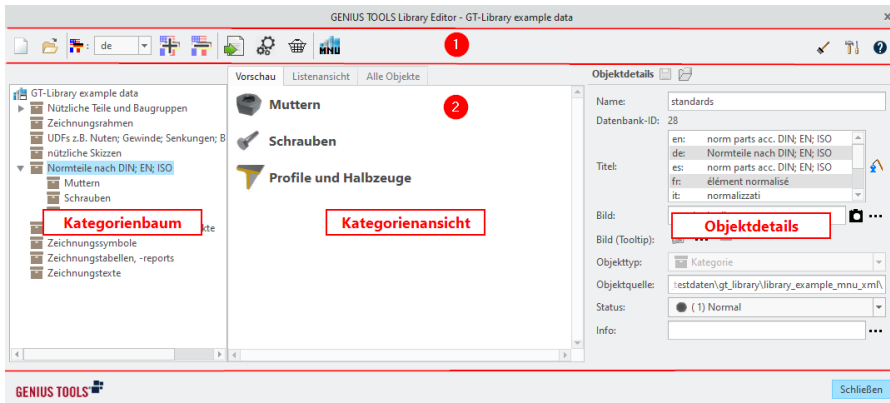 GENIUS TOOLS Library Editor - GT-Library example data
x
: de
MNU
1
Vorschau Listenansicht Alle Objekte
Objektdetails
GT-Library example data
Nützliche Teile und Baugruppen
Zeichnungsrahmen
UDFs z.B. Nuten; Gewinde; Senkungen; B
nützliche Skizzen
Normteile nach DIN; EN; ISO
Muttern
Schrauben
Kategorienbaum
kte
Zeichnungssymbole
Zeichnungstabellen, -reports
Zeichnungstexte
Muttern
2
Schrauben
Profile und Halbzeuge
Kategorienansicht
Name: standards
Datenbank-ID: 28
Titel:
en: norm parts acc. DIN; EN; ISO
de: Normteile nach DIN; EN; ISO
es: norm parts acc. DIN; EN; ISO
fr: élément normalisé
it: normalizzati
Bild:
Objektdetails
Bild (Tooltip):
Objekttyp: Kategorie
Objektquelle: testdaten\gt_library\library_example_mnu_xml\
Status: ( 1) Normal
Info:
GENIUS TOOLS
Schließen